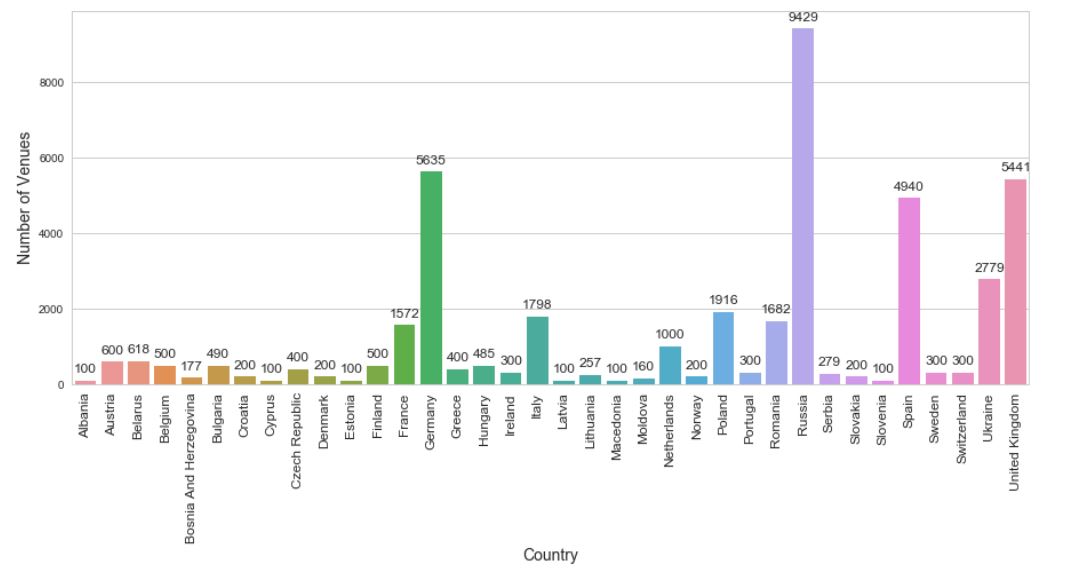 9429
8000
6000
4000
2000
0
Number of Venues
100
600
618
500
177
490
200
100
400
200
100
500
1572
5635
400
485
300
1798
100
257
100
160
1000
200
1916
300
1682
279
200
100
4940
300
300
2779
5441
Albania
Austria
Belarus
Belgium
Bosnia And Herzegovina
Bulgaria
Croatia
Cyprus
Czech Republic
Denmark
Estonia
Finland
France
Germany
Greece
Hungary
Ireland
Italy
Latvia
Lithuania
Macedonia
Moldova
Netherlands
Norway
Poland
Portugal
Romania
Russia
Serbia
Slovakia
Slovenia
Spain
Sweden
Switzerland
Ukraine
United Kingdom
Country